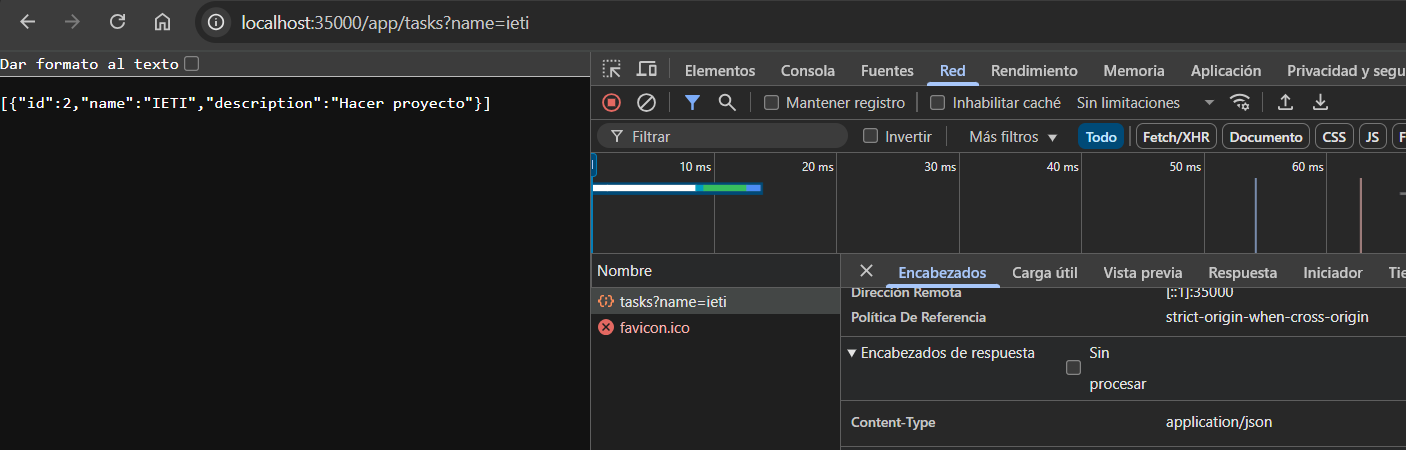 localhost:35000/app/tasks?name=ieti
Dar formato al texto
[{"id":2,"name":"IETI","description":"Hacer proyecto"}]
Elementos Consola Fuentes Red Rendimiento Memoria Aplicación Privacidad y segu
Mantener registro Inhabilitar caché Sin limitaciones
Filtrar Invertir Más filtros Todo Fetch/XHR Documento CSS JS F
10 ms 20 ms 30 ms 40 ms 50 ms 60 ms
Nombre
tasks?name=ieti
favicon.ico
Encabezados Carga útil Vista previa Respuesta Iniciador Tie
Dirección Remota [::1]:35000
Política De Referencia strict-origin-when-cross-origin
Encabezados de respuesta Sin
procesar
Content-Type application/json